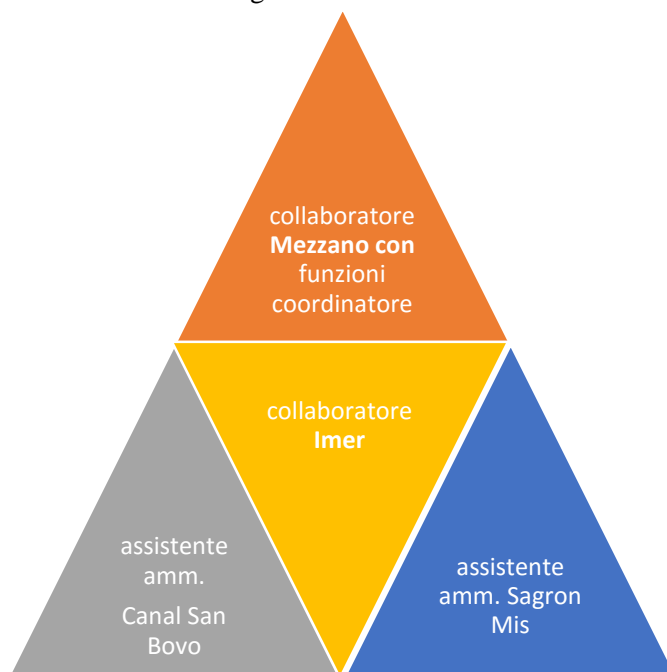 collaboratore
Mezzano con
funzioni
coordinatore
collaboratore
Imer
assistente
amm.
Canal San
Bovo
assistente
amm. Sagron
Mis